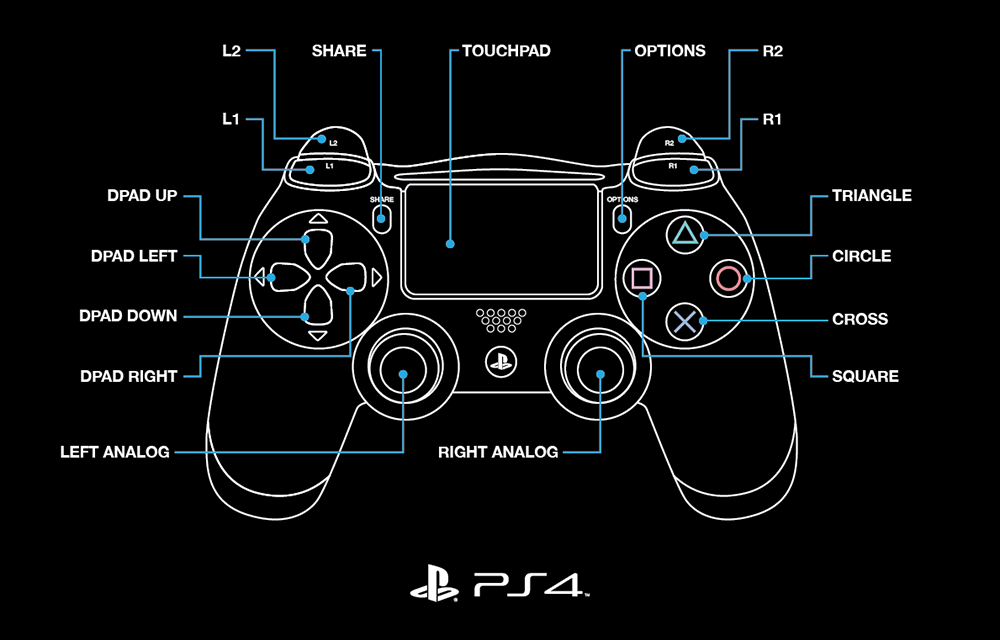 L2
SHARE
TOUCHPAD
OPTIONS
R2
L1
R1
L2
R2
L1
R1
DPAD UP
SHARE
OPTIONS
TRIANGLE
DPAD LEFT
CIRCLE
DPAD DOWN
CROSS
DPAD RIGHT
SQUARE
LEFT ANALOG
RIGHT ANALOG
PS4™